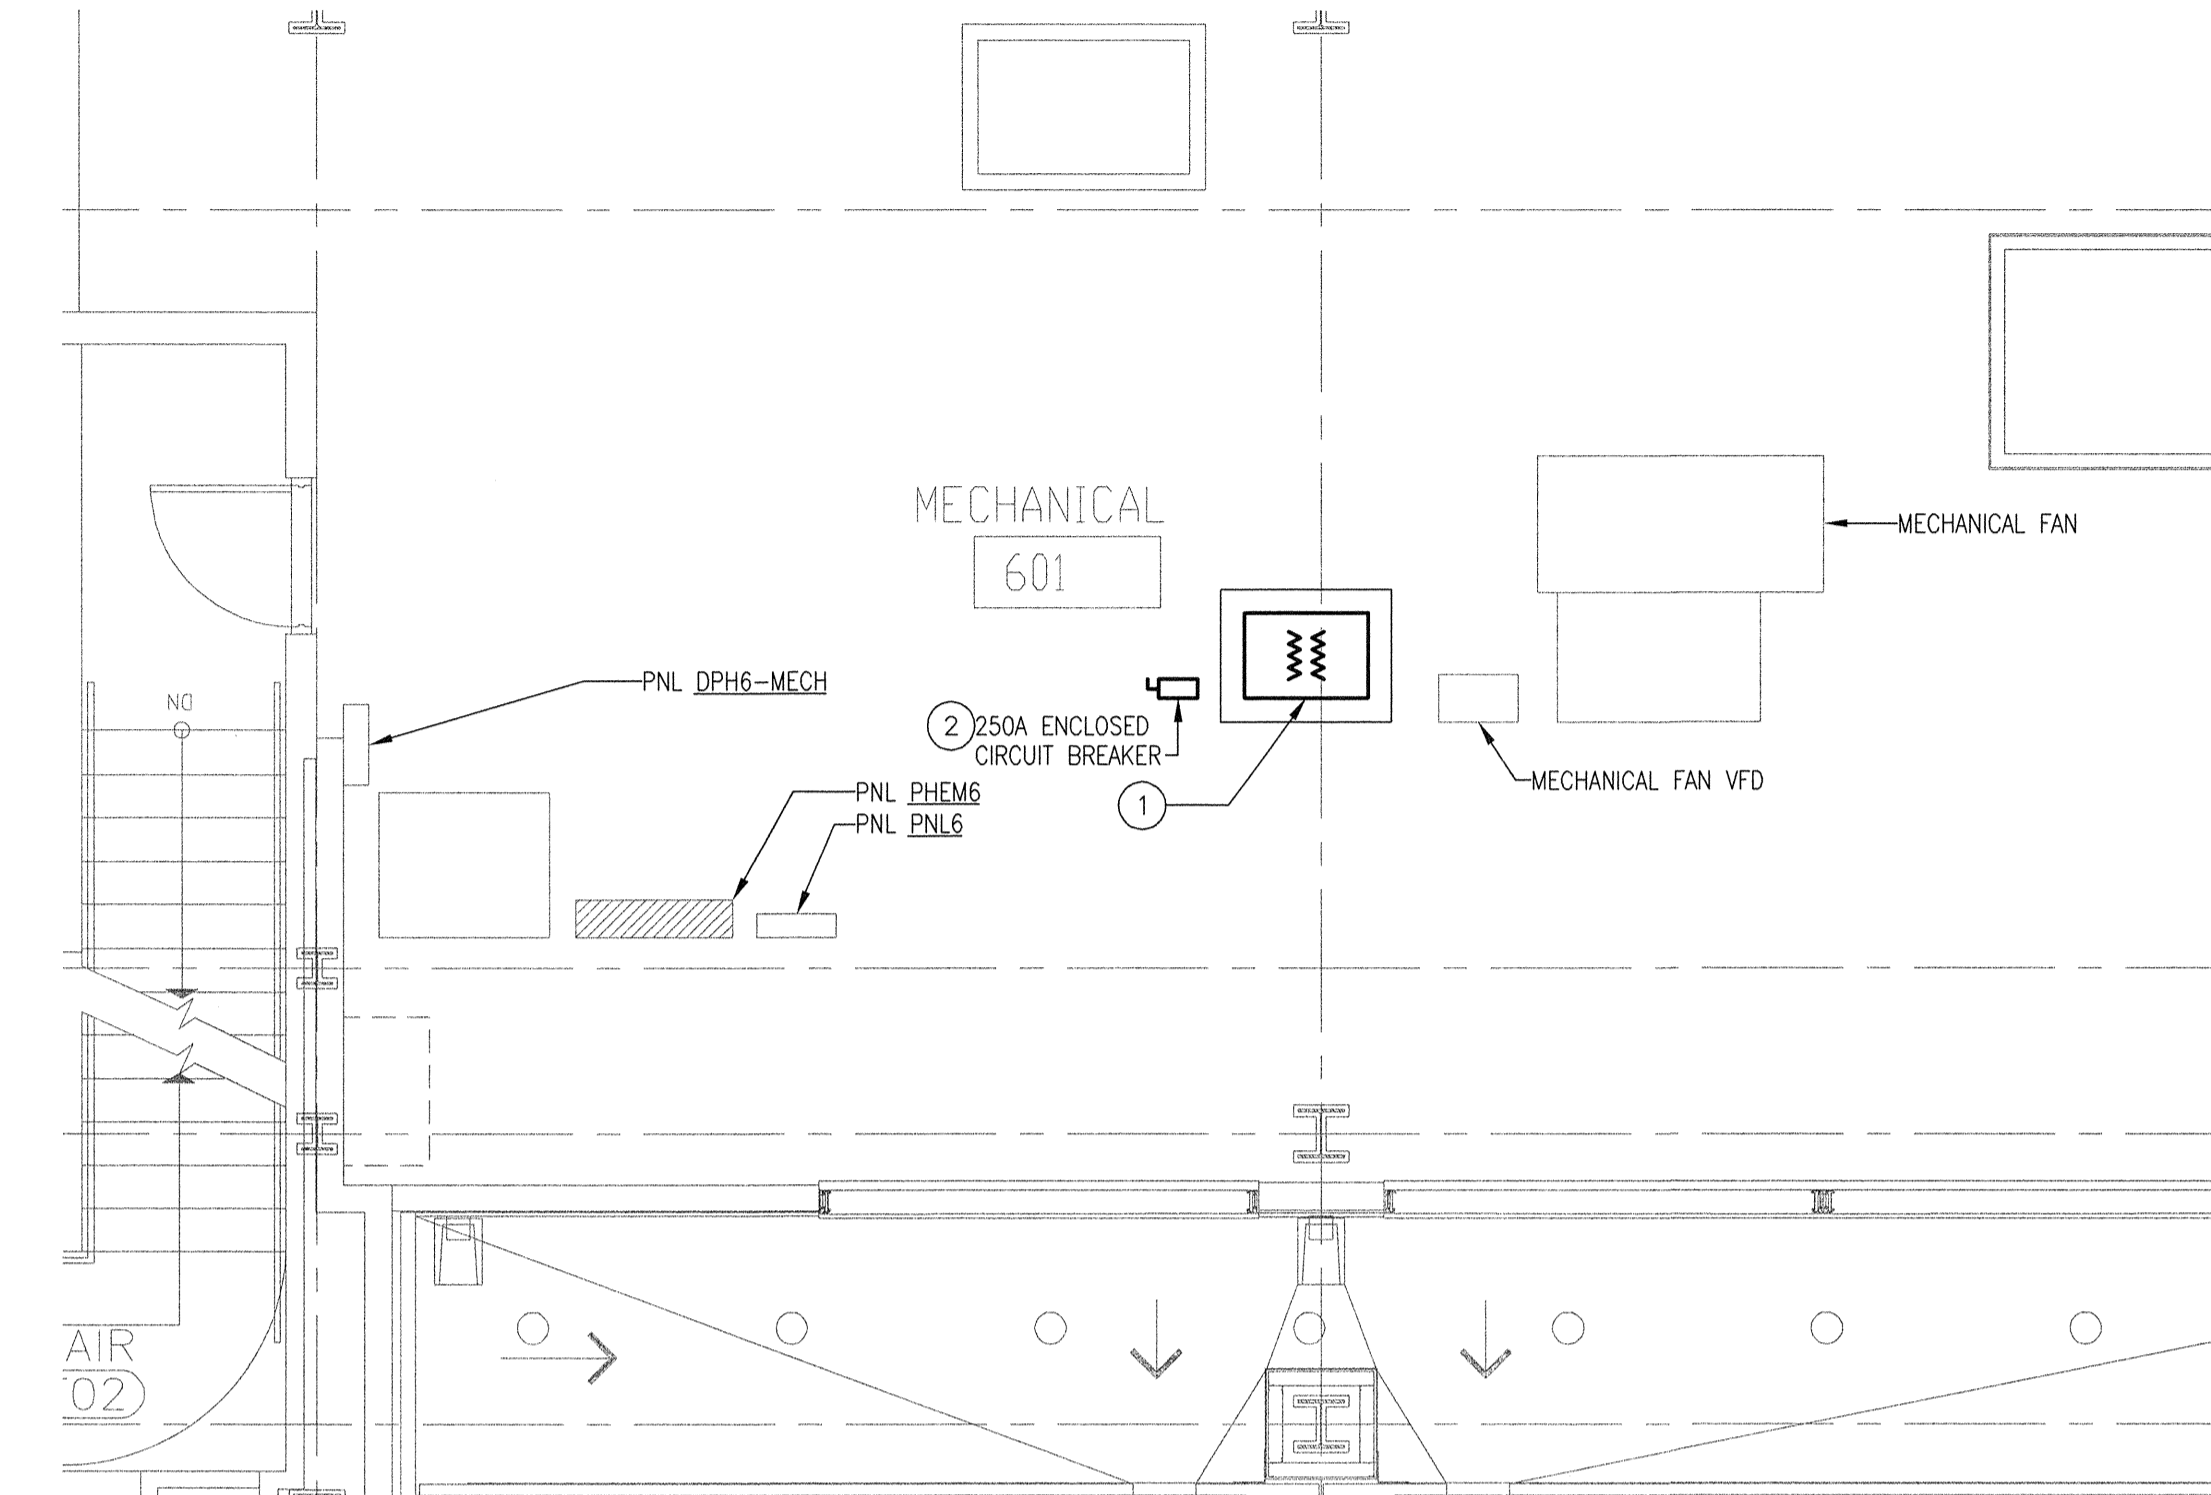 MECHANICAL
601
MECHANICAL FAN
PNL DPH6-MECH
DN
2 250A ENCLOSED
CIRCUIT BREAKER
1
MECHANICAL FAN VFD
PNL PHEM6
PNL PNL6
AIR
02